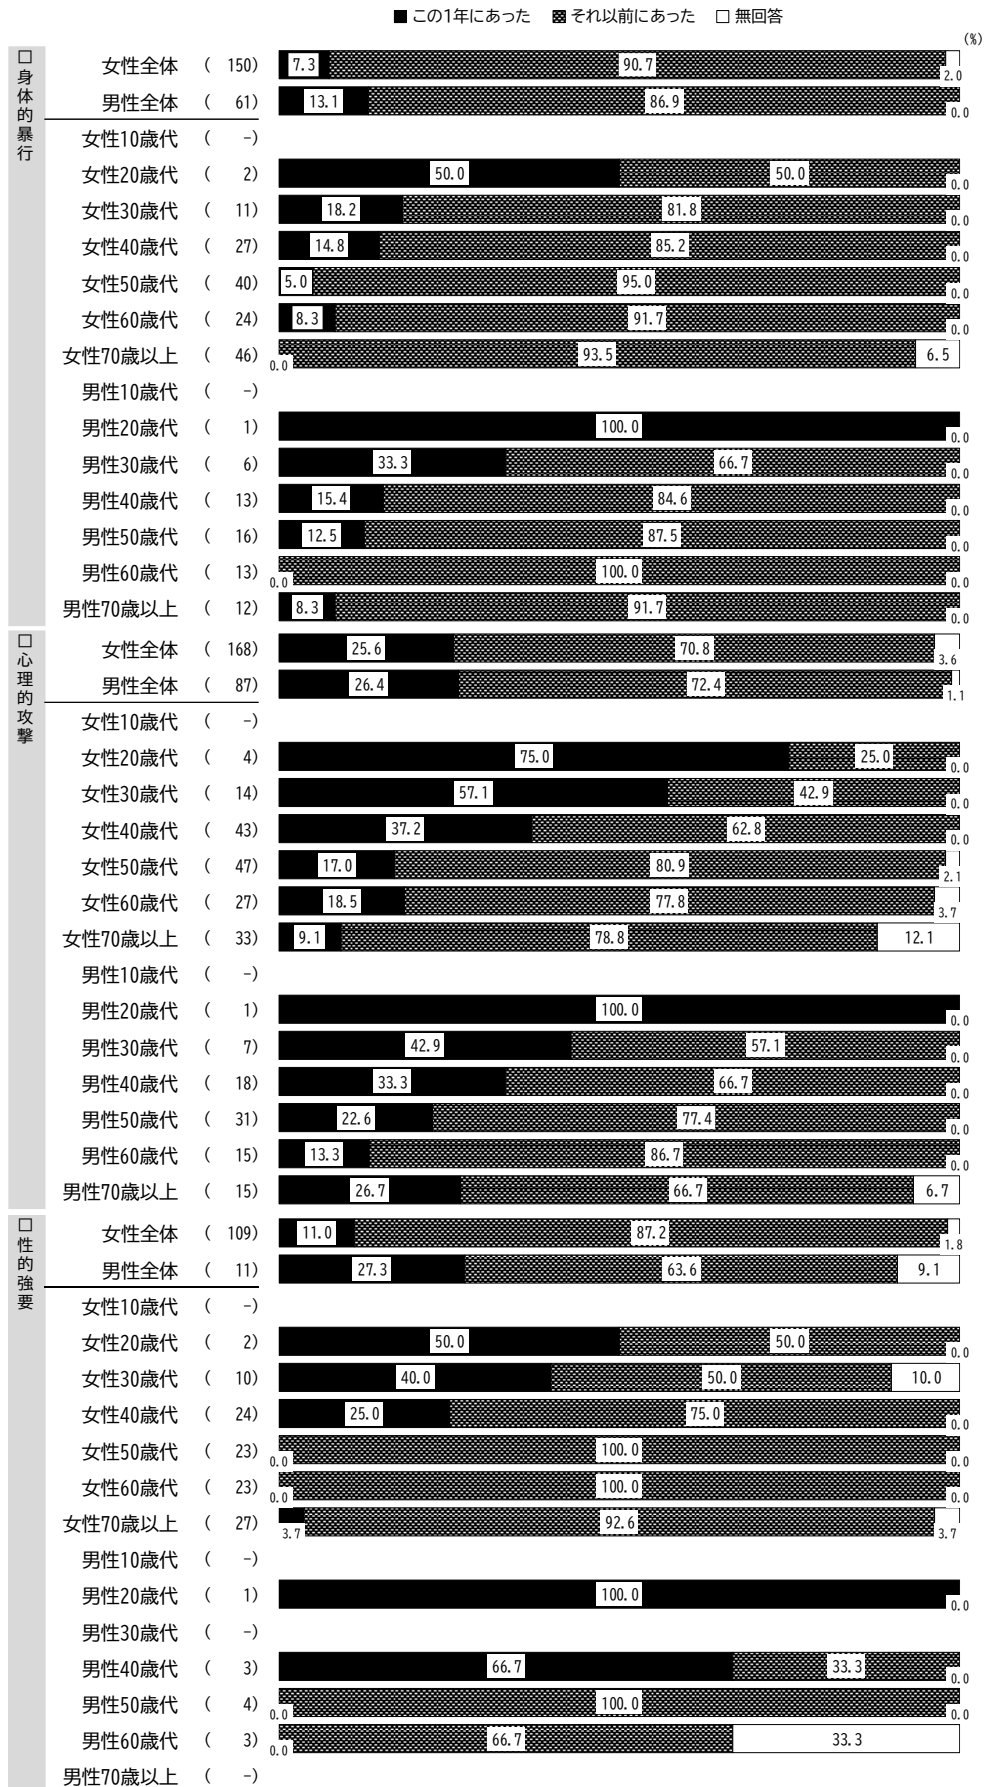 ■ この1年にあった ▩ それ以前にあった □ 無回答
(%)
□身体的暴行
女性全体 ( 150) 7.3 90.7 2.0
男性全体 ( 61) 13.1 86.9 0.0
女性10歳代 ( -)
女性20歳代 ( 2) 50.0 50.0 0.0
女性30歳代 ( 11) 18.2 81.8 0.0
女性40歳代 ( 27) 14.8 85.2 0.0
女性50歳代 ( 40) 5.0 95.0 0.0
女性60歳代 ( 24) 8.3 91.7 0.0
女性70歳以上 ( 46) 0.0 93.5 6.5
男性10歳代 ( -)
男性20歳代 ( 1) 100.0 0.0
男性30歳代 ( 6) 33.3 66.7 0.0
男性40歳代 ( 13) 15.4 84.6 0.0
男性50歳代 ( 16) 12.5 87.5 0.0
男性60歳代 ( 13) 0.0 100.0 0.0
男性70歳以上 ( 12) 8.3 91.7 0.0
□心理的攻撃
女性全体 ( 168) 25.6 70.8 3.6
男性全体 ( 87) 26.4 72.4 1.1
女性10歳代 ( -)
女性20歳代 ( 4) 75.0 25.0 0.0
女性30歳代 ( 14) 57.1 42.9 0.0
女性40歳代 ( 43) 37.2 62.8 0.0
女性50歳代 ( 47) 17.0 80.9 2.1
女性60歳代 ( 27) 18.5 77.8 3.7
女性70歳以上 ( 33) 9.1 78.8 12.1
男性10歳代 ( -)
男性20歳代 ( 1) 100.0 0.0
男性30歳代 ( 7) 42.9 57.1 0.0
男性40歳代 ( 18) 33.3 66.7 0.0
男性50歳代 ( 31) 22.6 77.4 0.0
男性60歳代 ( 15) 13.3 86.7 0.0
男性70歳以上 ( 15) 26.7 66.7 6.7
□性的強要
女性全体 ( 109) 11.0 87.2 1.8
男性全体 ( 11) 27.3 63.6 9.1
女性10歳代 ( -)
女性20歳代 ( 2) 50.0 50.0 0.0
女性30歳代 ( 10) 40.0 50.0 10.0
女性40歳代 ( 24) 25.0 75.0 0.0
女性50歳代 ( 23) 0.0 100.0 0.0
女性60歳代 ( 23) 0.0 100.0 0.0
女性70歳以上 ( 27) 3.7 92.6 3.7
男性10歳代 ( -)
男性20歳代 ( 1) 100.0 0.0
男性30歳代 ( -)
男性40歳代 ( 3) 66.7 33.3 0.0
男性50歳代 ( 4) 0.0 100.0 0.0
男性60歳代 ( 3) 0.0 66.7 33.3
男性70歳以上 ( -)